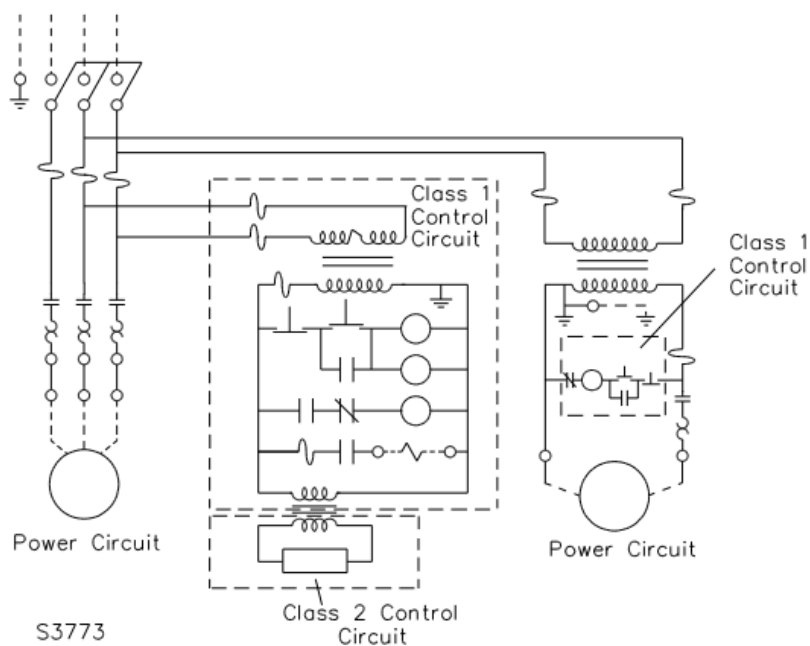 Class 1
Control
Circuit
Class 1
Control
Circuit
Power Circuit
Power Circuit
Class 2 Control
Circuit
S3773